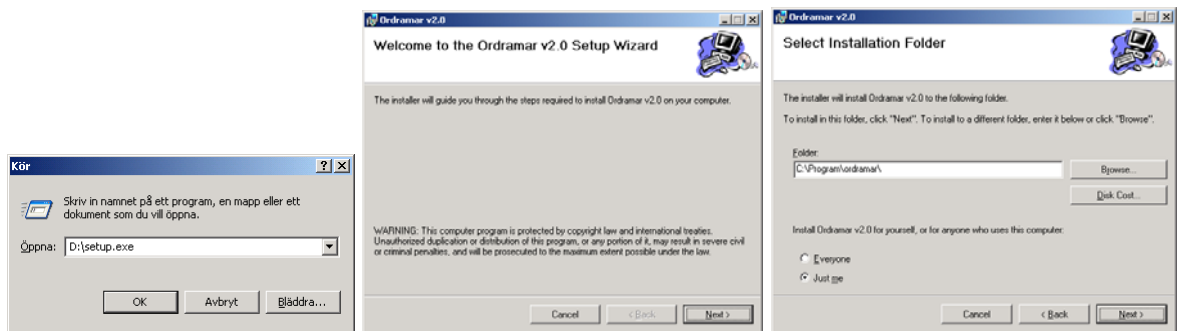 Kör
Skriv in namnet på ett program, en mapp eller ett
dokument som du vill öppna.
Öppna: D:\setup.exe
OK Avbryt Bläddra...
Ordramar v2.0
Welcome to the Ordramar v2.0 Setup Wizard
The installer will guide you through the steps required to install Ordramar v2.0 on your computer.
WARNING: This computer program is protected by copyright law and international treaties.
Unauthorized duplication or distribution of this program, or any portion of it, may result in severe civil
or criminal penalties, and will be prosecuted to the maximum extent possible under the law.
Cancel < Back Next >
Ordramar v2.0
Select Installation Folder
The installer will install Ordramar v2.0 to the following folder.
To install in this folder, click "Next". To install to a different folder, enter it below or click "Browse".
Folder:
C:\Program\ordramar\
Browse...
Disk Cost...
Install Ordramar v2.0 for yourself, or for anyone who uses this computer:
Everyone
Just me
Cancel < Back Next >